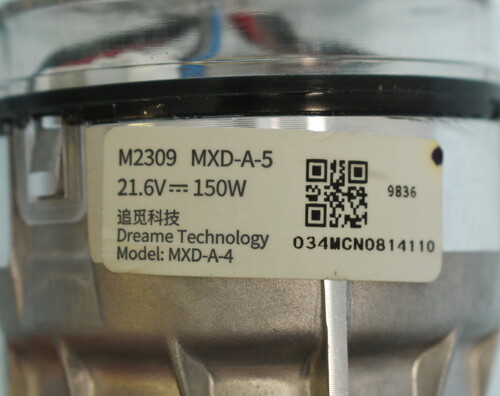 M2309 MXD-A-5
21.6V⎓150W
追觅科技
Dreame Technology
Model: MXD-A-4
9836
034MCN0814110